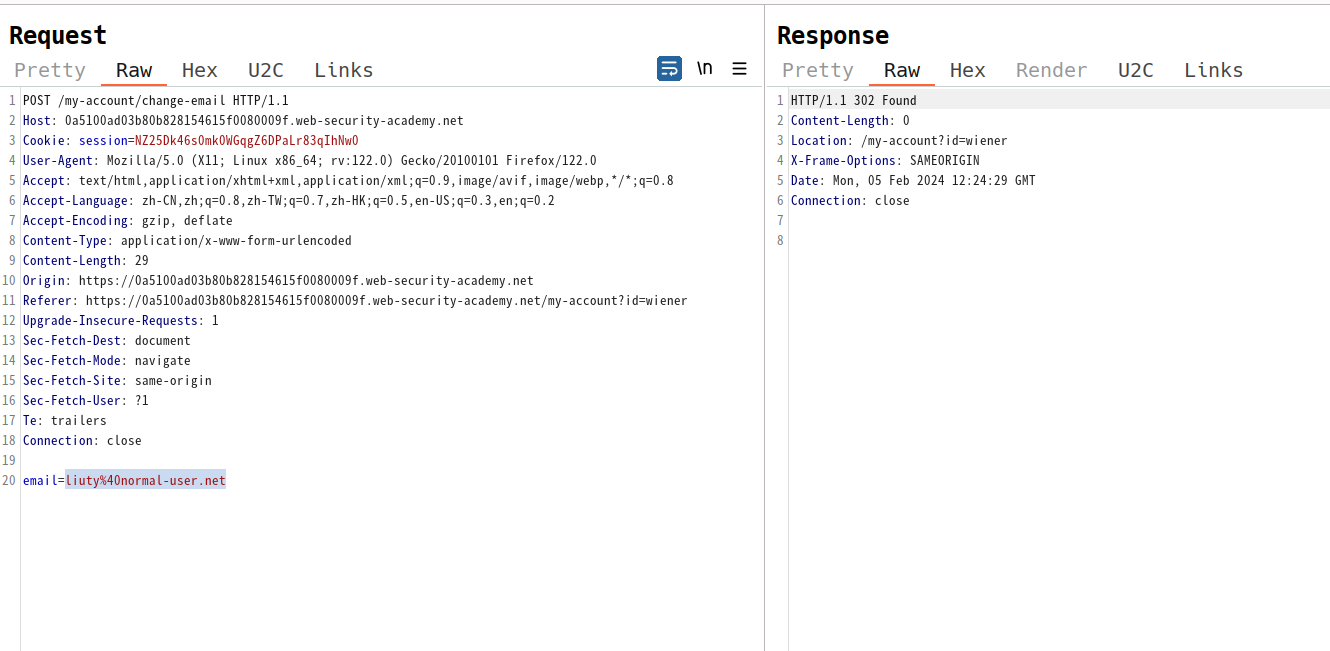 Request
Pretty Raw Hex U2C Links \n
1 POST /my-account/change-email HTTP/1.1
2 Host: 0a5100ad03b80b828154615f0080009f.web-security-academy.net
3 Cookie: session=NZ25Dk46s0mk0WGqgZ6DPaLr83qIhNw0
4 User-Agent: Mozilla/5.0 (X11; Linux x86_64; rv:122.0) Gecko/20100101 Firefox/122.0
5 Accept: text/html,application/xhtml+xml,application/xml;q=0.9,image/avif,image/webp,*/*;q=0.8
6 Accept-Language: zh-CN,zh;q=0.8,zh-TW;q=0.7,zh-HK;q=0.5,en-US;q=0.3,en;q=0.2
7 Accept-Encoding: gzip, deflate
8 Content-Type: application/x-www-form-urlencoded
9 Content-Length: 29
10 Origin: https://0a5100ad03b80b828154615f0080009f.web-security-academy.net
11 Referer: https://0a5100ad03b80b828154615f0080009f.web-security-academy.net/my-account?id=wiener
12 Upgrade-Insecure-Requests: 1
13 Sec-Fetch-Dest: document
14 Sec-Fetch-Mode: navigate
15 Sec-Fetch-Site: same-origin
16 Sec-Fetch-User: ?1
17 Te: trailers
18 Connection: close
19
20 email=liuty%40normal-user.net
Response
Pretty Raw Hex Render U2C Links
1 HTTP/1.1 302 Found
2 Content-Length: 0
3 Location: /my-account?id=wiener
4 X-Frame-Options: SAMEORIGIN
5 Date: Mon, 05 Feb 2024 12:24:29 GMT
6 Connection: close
7
8